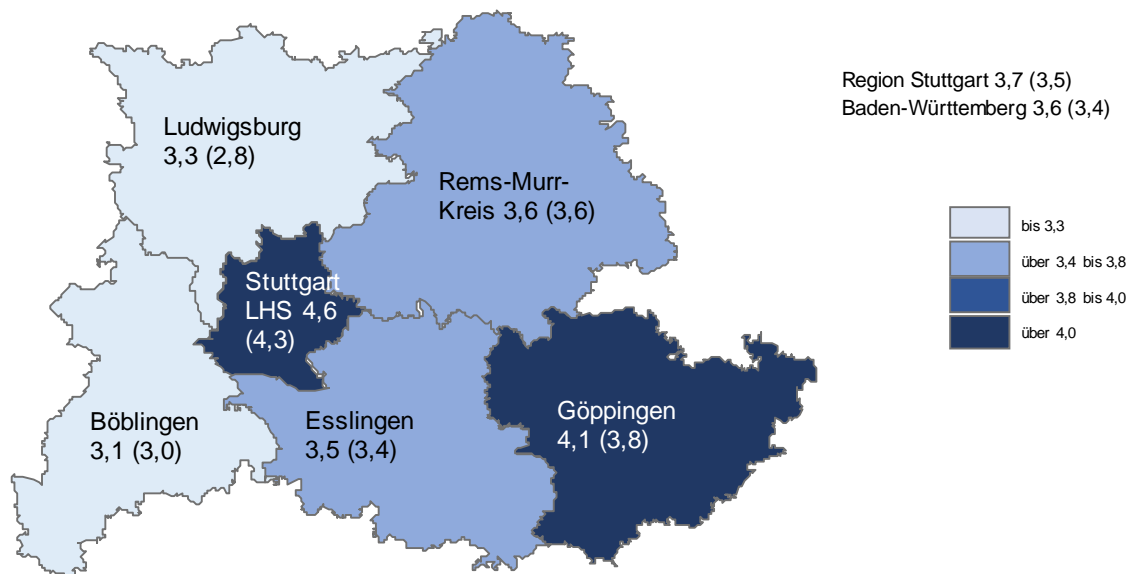 Region Stuttgart 3,7 (3,5)
Baden-Württemberg 3,6 (3,4)
Ludwigsburg
3,3 (2,8)
Rems-Murr-
Kreis 3,6 (3,6)
Stuttgart
LHS 4,6
(4,3)
Böblingen
3,1 (3,0)
Esslingen
3,5 (3,4)
Göppingen
4,1 (3,8)
bis 3,3
über 3,4 bis 3,8
über 3,8 bis 4,0
über 4,0